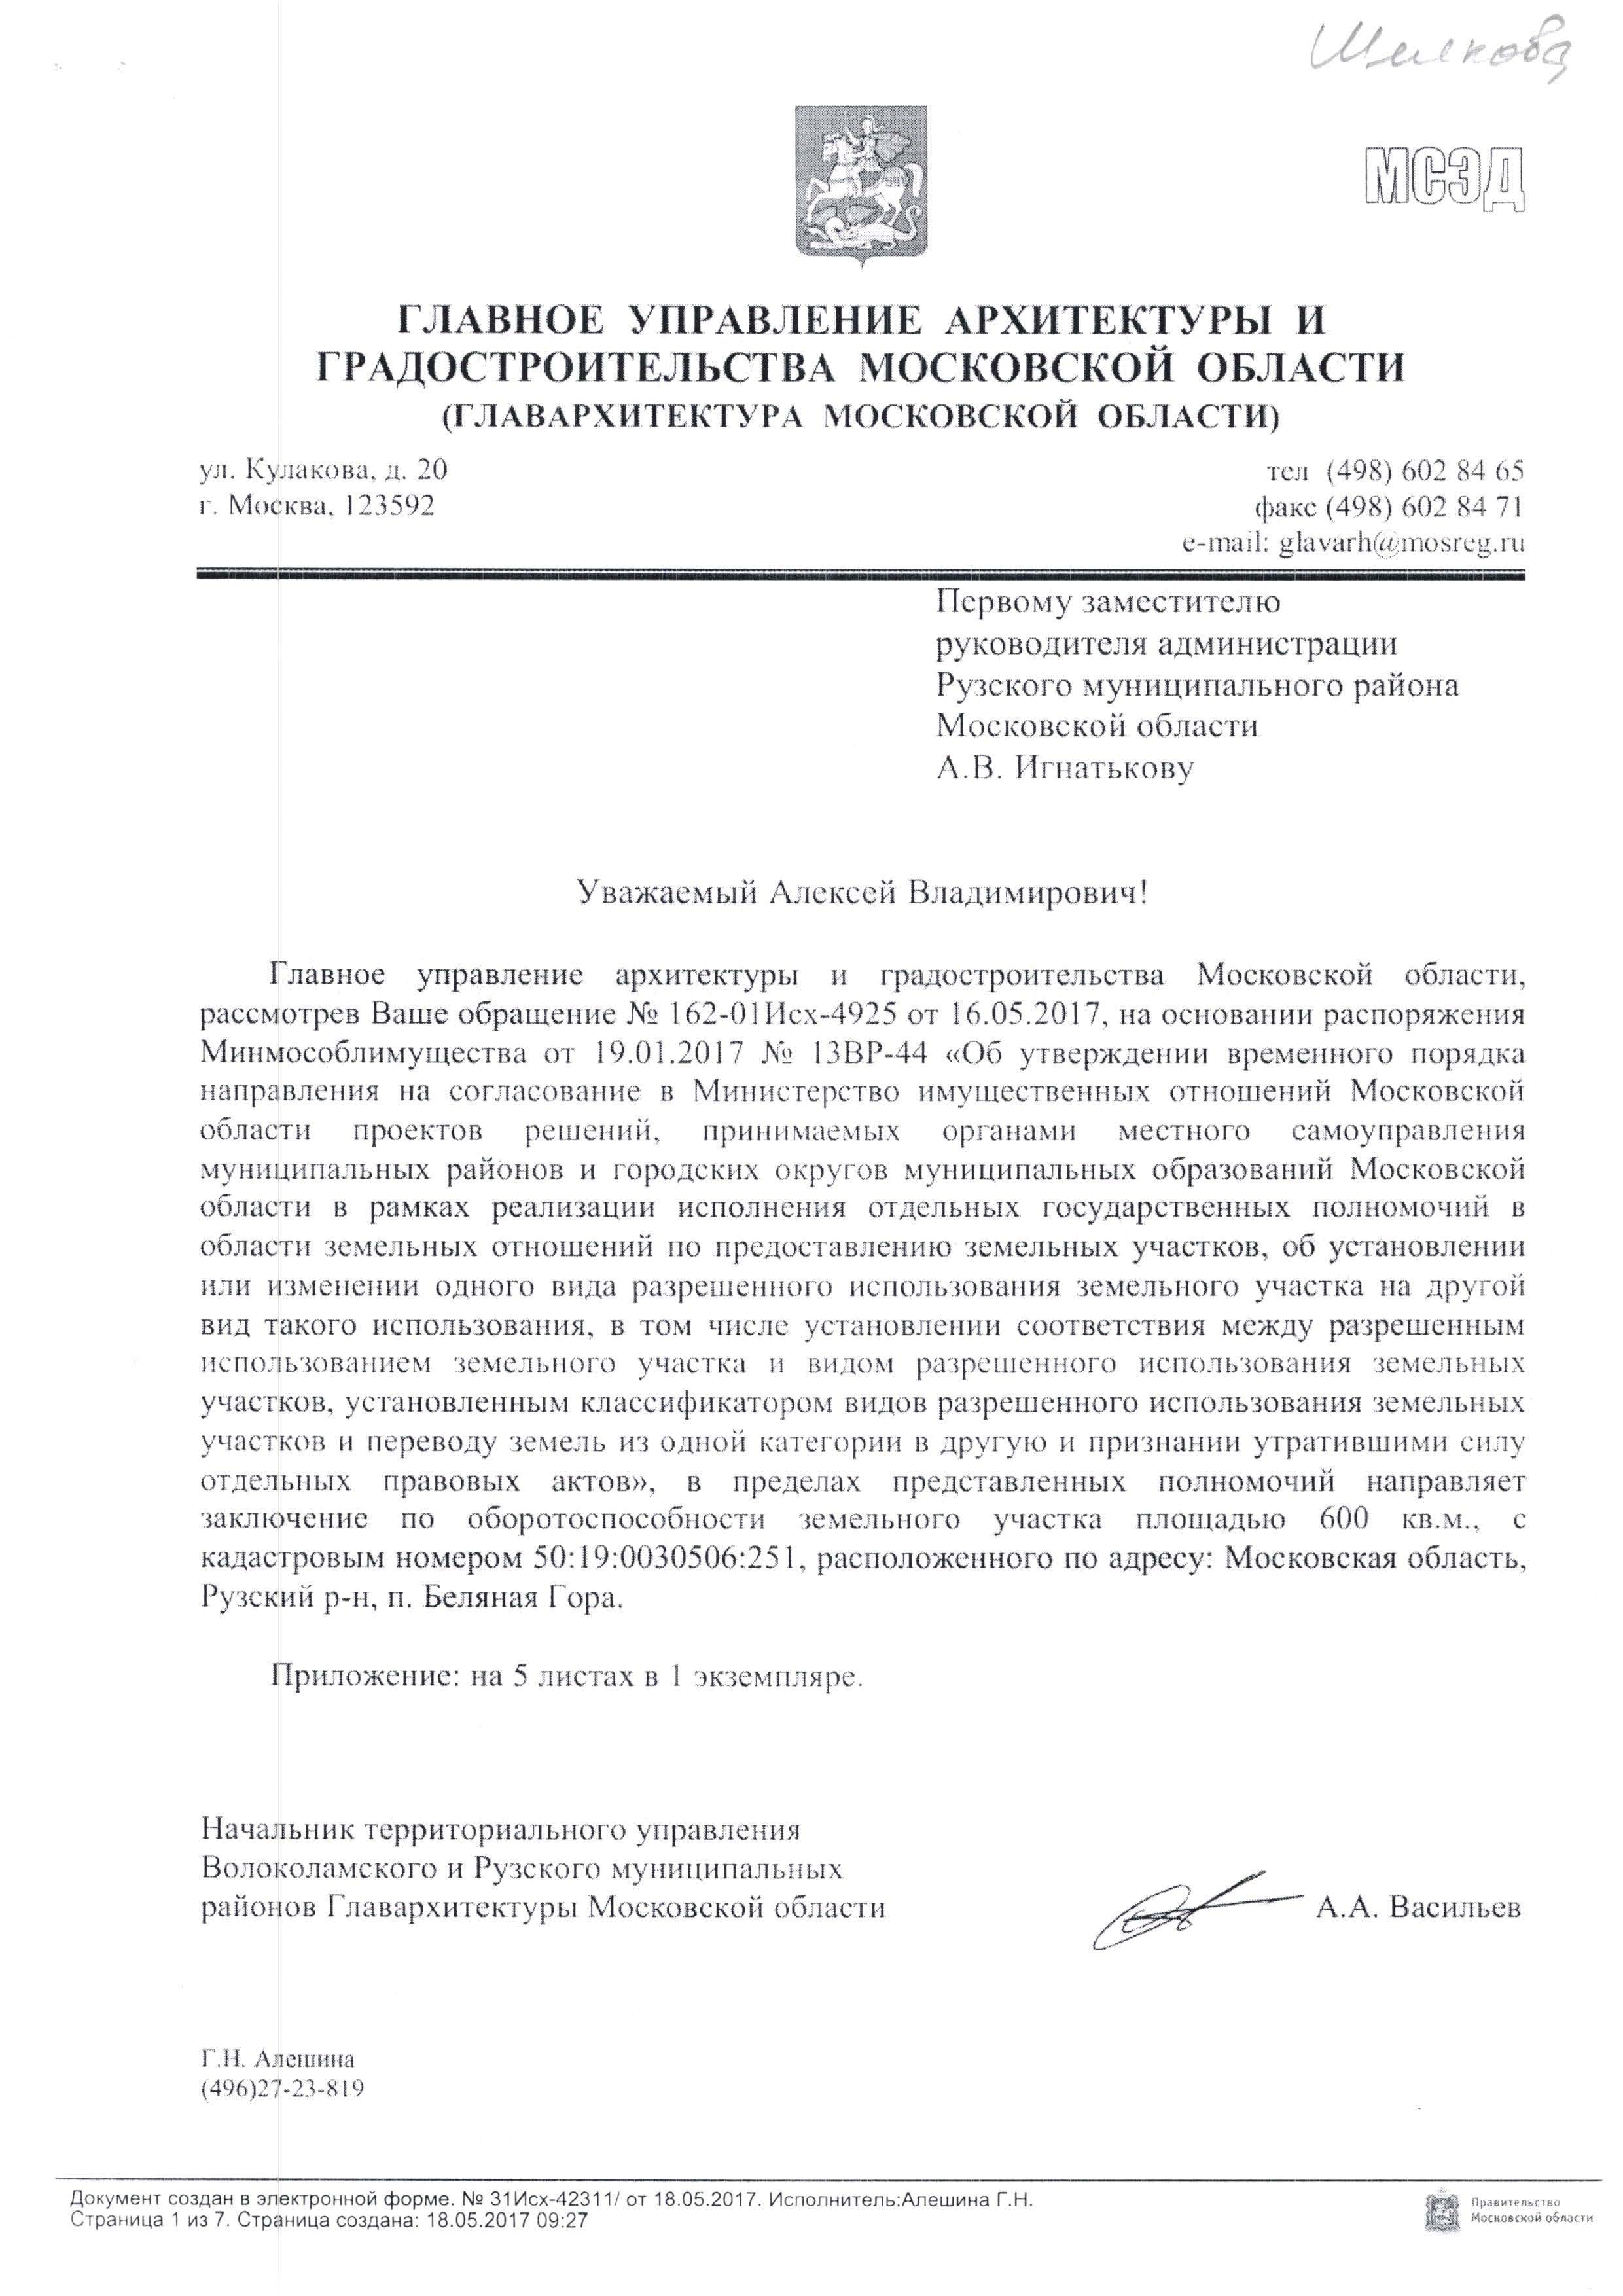 Шилкова
МСЭД
ГЛАВНОЕ УПРАВЛЕНИЕ АРХИТЕКТУРЫ И
ГРАДОСТРОИТЕЛЬСТВА МОСКОВСКОЙ ОБЛАСТИ
(ГЛАВАРХИТЕКТУРА МОСКОВСКОЙ ОБЛАСТИ)
ул. Кулакова, д. 20
г. Москва, 123592
тел (498) 602 84 65
факс (498) 602 84 71
e-mail: glavarh@mosreg.ru
Первому заместителю
руководителя администрации
Рузского муниципального района
Московской области
А.В. Игнатькову
Уважаемый Алексей Владимирович!
Главное управление архитектуры и градостроительства Московской области,
рассмотрев Ваше обращение № 162-01Исх-4925 от 16.05.2017, на основании распоряжения
Минмособлимущества от 19.01.2017 № 13ВР-44 «Об утверждении временного порядка
направления на согласование в Министерство имущественных отношений Московской
области проектов решений, принимаемых органами местного самоуправления
муниципальных районов и городских округов муниципальных образований Московской
области в рамках реализации исполнения отдельных государственных полномочий в
области земельных отношений по предоставлению земельных участков, об установлении
или изменении одного вида разрешенного использования земельного участка на другой
вид такого использования, в том числе установлении соответствия между разрешенным
использованием земельного участка и видом разрешенного использования земельных
участков, установленным классификатором видов разрешенного использования земельных
участков и переводу земель из одной категории в другую и признании утратившими силу
отдельных правовых актов», в пределах представленных полномочий направляет
заключение по оборотоспособности земельного участка площадью 600 кв.м., с
кадастровым номером 50:19:0030506:251, расположенного по адресу: Московская область,
Рузский р-н, п. Беляная Гора.
Приложение: на 5 листах в 1 экземпляре.
Начальник территориального управления
Волоколамского и Рузского муниципальных
районов Главархитектуры Московской области
А.А. Васильев
Г.Н. Алешина
(496)27-23-819
Документ создан в электронной форме. № 31Исх-42311/ от 18.05.2017. Исполнитель:Алешина Г.Н.
Страница 1 из 7. Страница создана: 18.05.2017 09:27
Правительство
Московской области